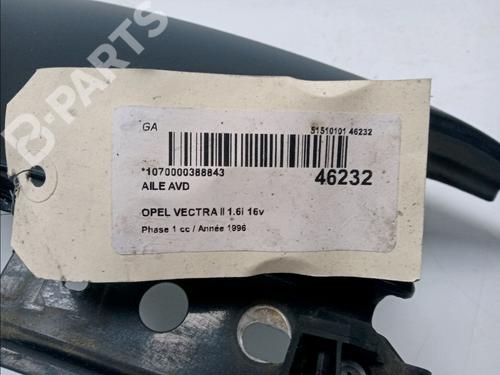 B-PARTS
GA
51510101 46232
*1070000388843
46232
AILE AVD
OPEL VECTRA II 1.6i 16v
Phase 1 cc / Année 1996